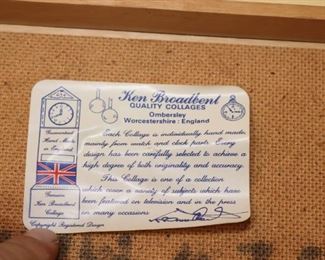 Ken Broadbent
QUALITY COLLAGES
Ombersley
Worcestershire : England
Guaranteed
Hand Made
in England
Each Collage is individually hand made,
mainly from watch and clock parts. Every
design has been carefully selected to achieve a
high degree of both originality and accuracy.
This Collage is one of a collection
which cover a variety of subjects which have
been featured on television and in the press
on many occasions.
Genuine
Ken Broadbent
Collage
Copyright Registered Design